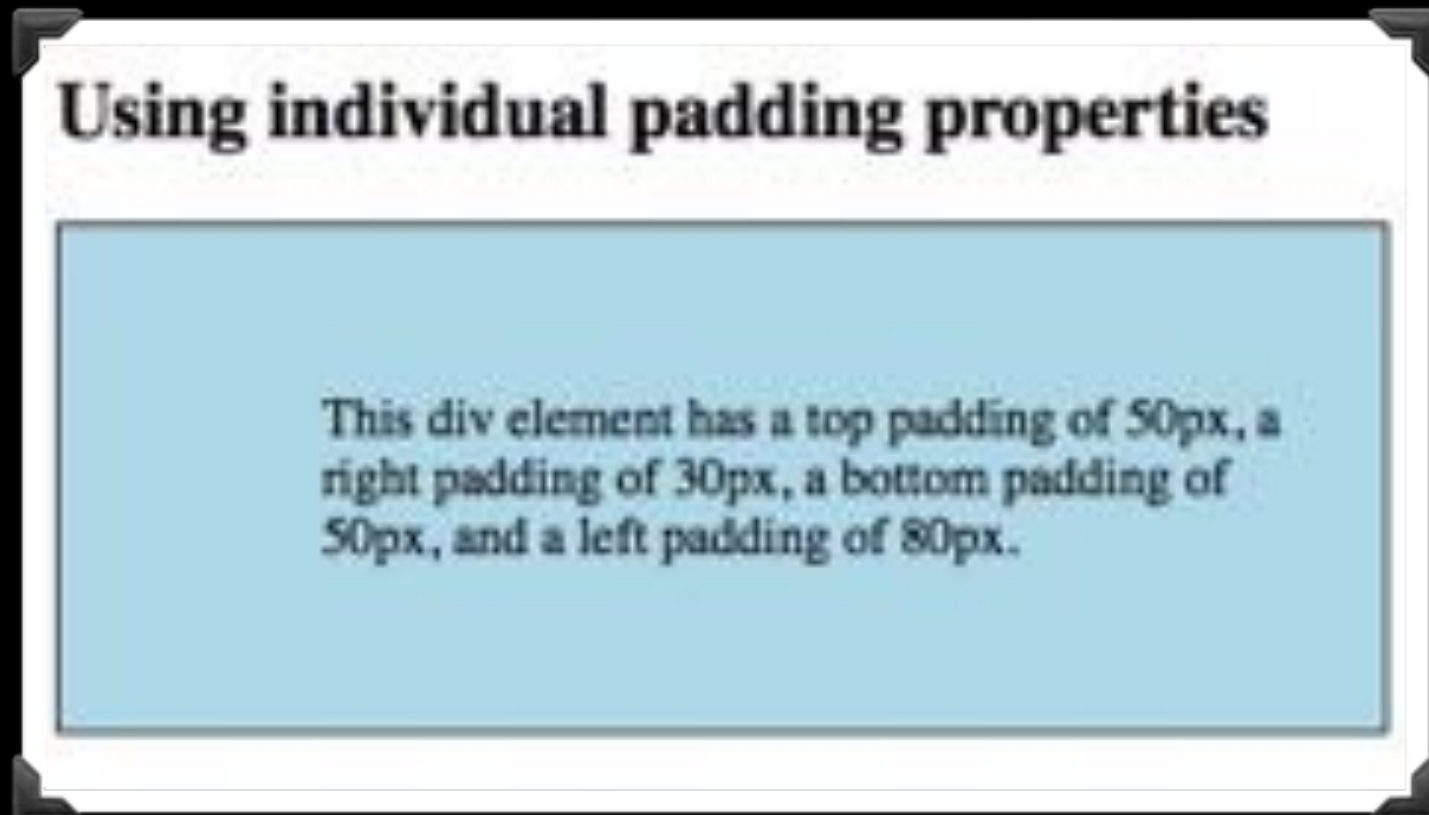 Using individual padding properties
This div element has a top padding of 50px, a
right padding of 30px, a bottom padding of
50px, and a left padding of 80px.